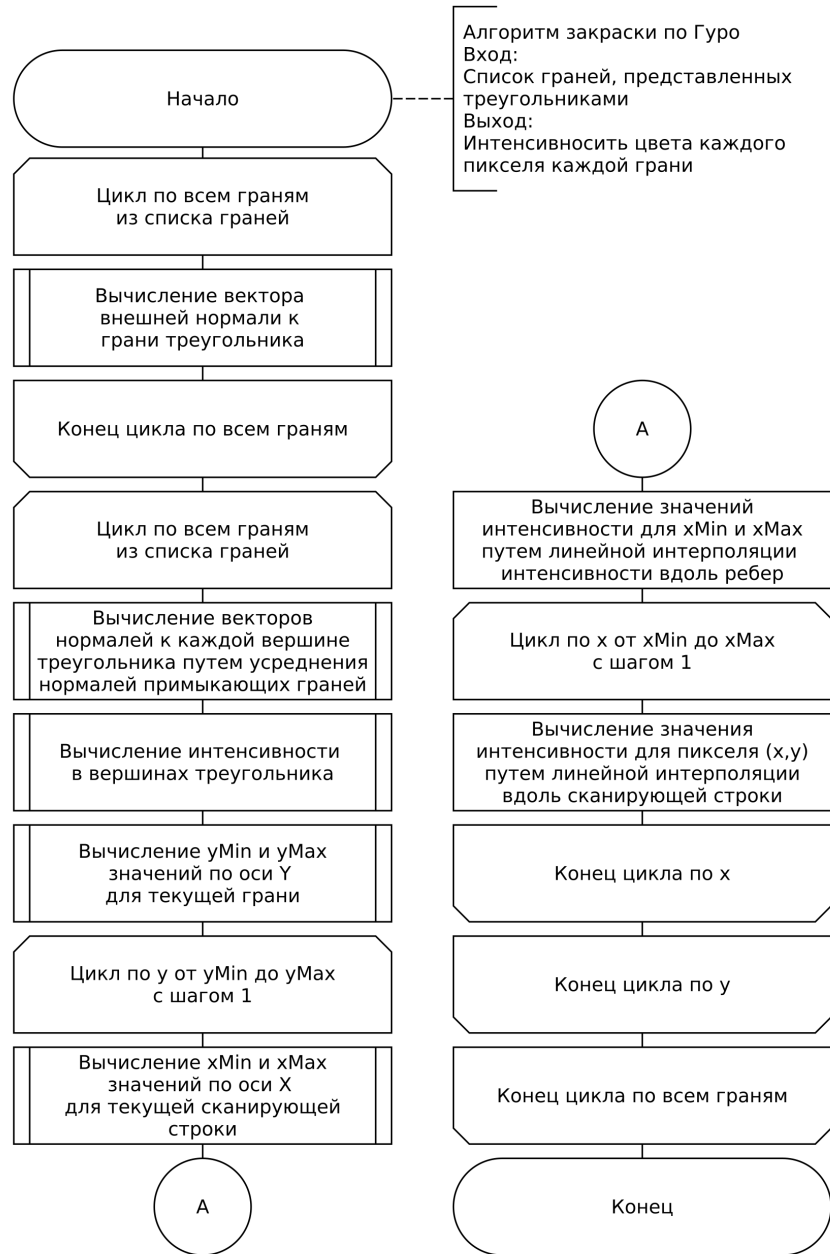 Начало
Алгоритм закраски по Гуро
Вход:
Список граней, представленных
треугольниками
Выход:
Интенсивносить цвета каждого
пикселя каждой грани
Цикл по всем граням
из списка граней
Вычисление вектора
внешней нормали к
грани треугольника
Конец цикла по всем граням
Цикл по всем граням
из списка граней
Вычисление векторов
нормалей к каждой вершине
треугольника путем усреднения
нормалей примыкающих граней
Вычисление интенсивности
в вершинах треугольника
Вычисление yMin и yMax
значений по оси Y
для текущей грани
Цикл по y от yMin до yMax
с шагом 1
Вычисление xMin и xMax
значений по оси X
для текущей сканирующей
строки
А
А
Вычисление значений
интенсивности для xMin и xMax
путем линейной интерполяции
интенсивности вдоль ребер
Цикл по x от xMin до xMax
с шагом 1
Вычисление значения
интенсивности для пикселя (x,y)
путем линейной интерполяции
вдоль сканирующей строки
Конец цикла по x
Конец цикла по y
Конец цикла по всем граням
Конец